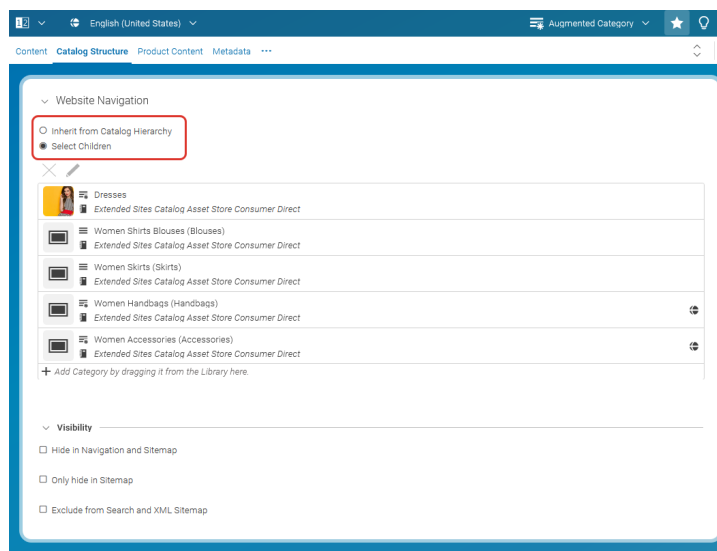 English (United States)
Augmented Category
Content Catalog Structure Product Content Metadata ···
Website Navigation
Inherit from Catalog Hierarchy
Select Children
Dresses
Extended Sites Catalog Asset Store Consumer Direct
Women Shirts Blouses (Blouses)
Extended Sites Catalog Asset Store Consumer Direct
Women Skirts (Skirts)
Extended Sites Catalog Asset Store Consumer Direct
Women Handbags (Handbags)
Extended Sites Catalog Asset Store Consumer Direct
Women Accessories (Accessories)
Extended Sites Catalog Asset Store Consumer Direct
Add Category by dragging it from the Library here.
Visibility
Hide in Navigation and Sitemap
Only hide in Sitemap
Exclude from Search and XML Sitemap